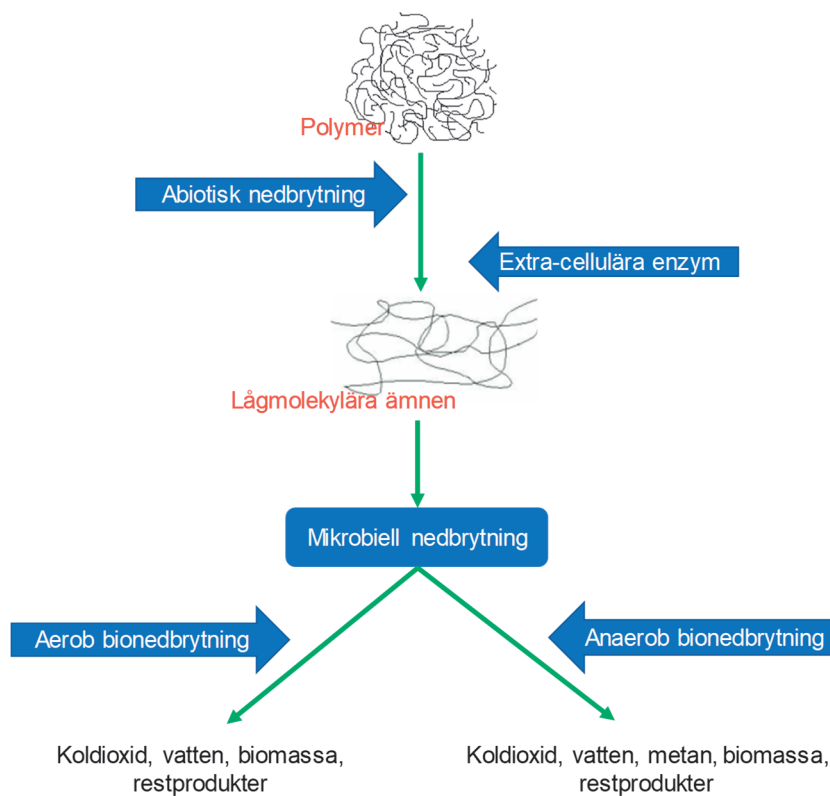 Polymer
Abiotisk nedbrytning
Extra-cellulära enzym
Lågmolekylära ämnen
Mikrobiell nedbrytning
Aerob bionedbrytning
Anaerob bionedbrytning
Koldioxid, vatten, biomassa,
restprodukter
Koldioxid, vatten, metan, biomassa,
restprodukter